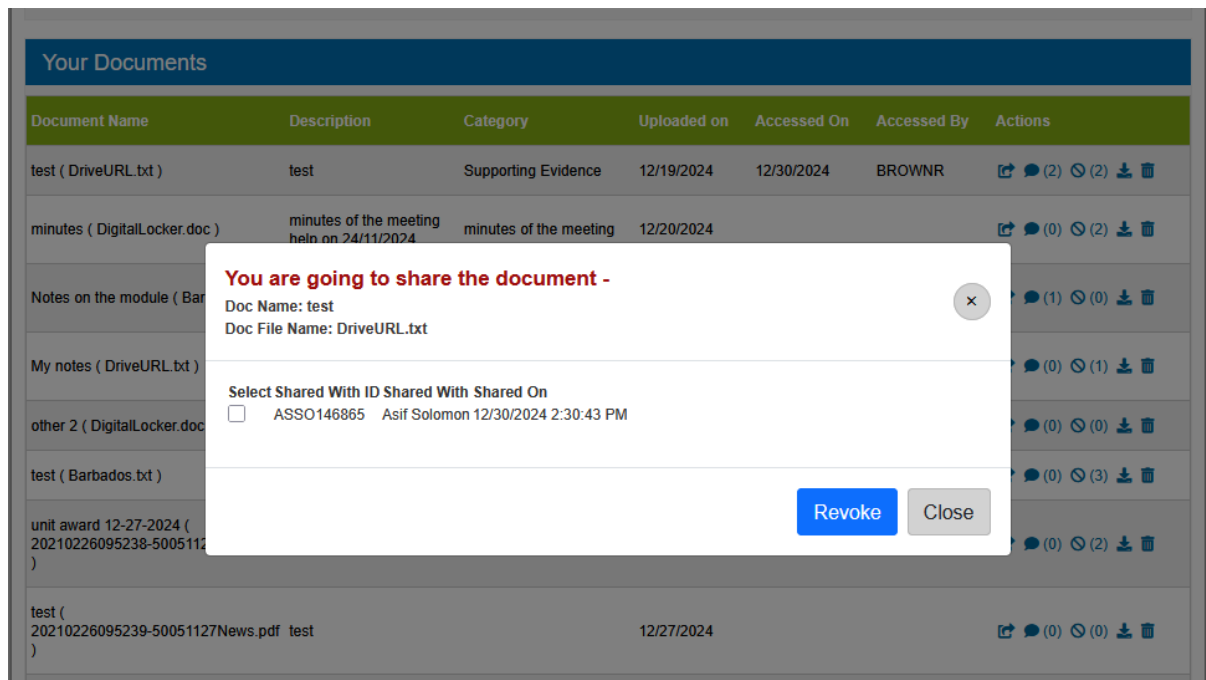 Your Documents
Document Name Description Category Uploaded on Accessed On Accessed By Actions
test ( DriveURL.txt ) test Supporting Evidence 12/19/2024 12/30/2024 BROWNR (2) (2)
minutes ( DigitalLocker.doc ) minutes of the meeting help on 24/11/2024 minutes of the meeting 12/20/2024 (0) (2)
You are going to share the document -
Doc Name: test
Doc File Name: DriveURL.txt
×
Select Shared With ID Shared With Shared On
ASSO146865 Asif Solomon 12/30/2024 2:30:43 PM
Revoke Close
Notes on the module ( Bar (1) (0)
My notes ( DriveURL.txt ) (0) (1)
other 2 ( DigitalLocker.doc (0) (0)
test ( Barbados.txt ) (0) (3)
unit award 12-27-2024 (
20210226095238-5005112 (0) (2)
)
test (
20210226095239-50051127News.pdf test 12/27/2024 (0) (0)
)